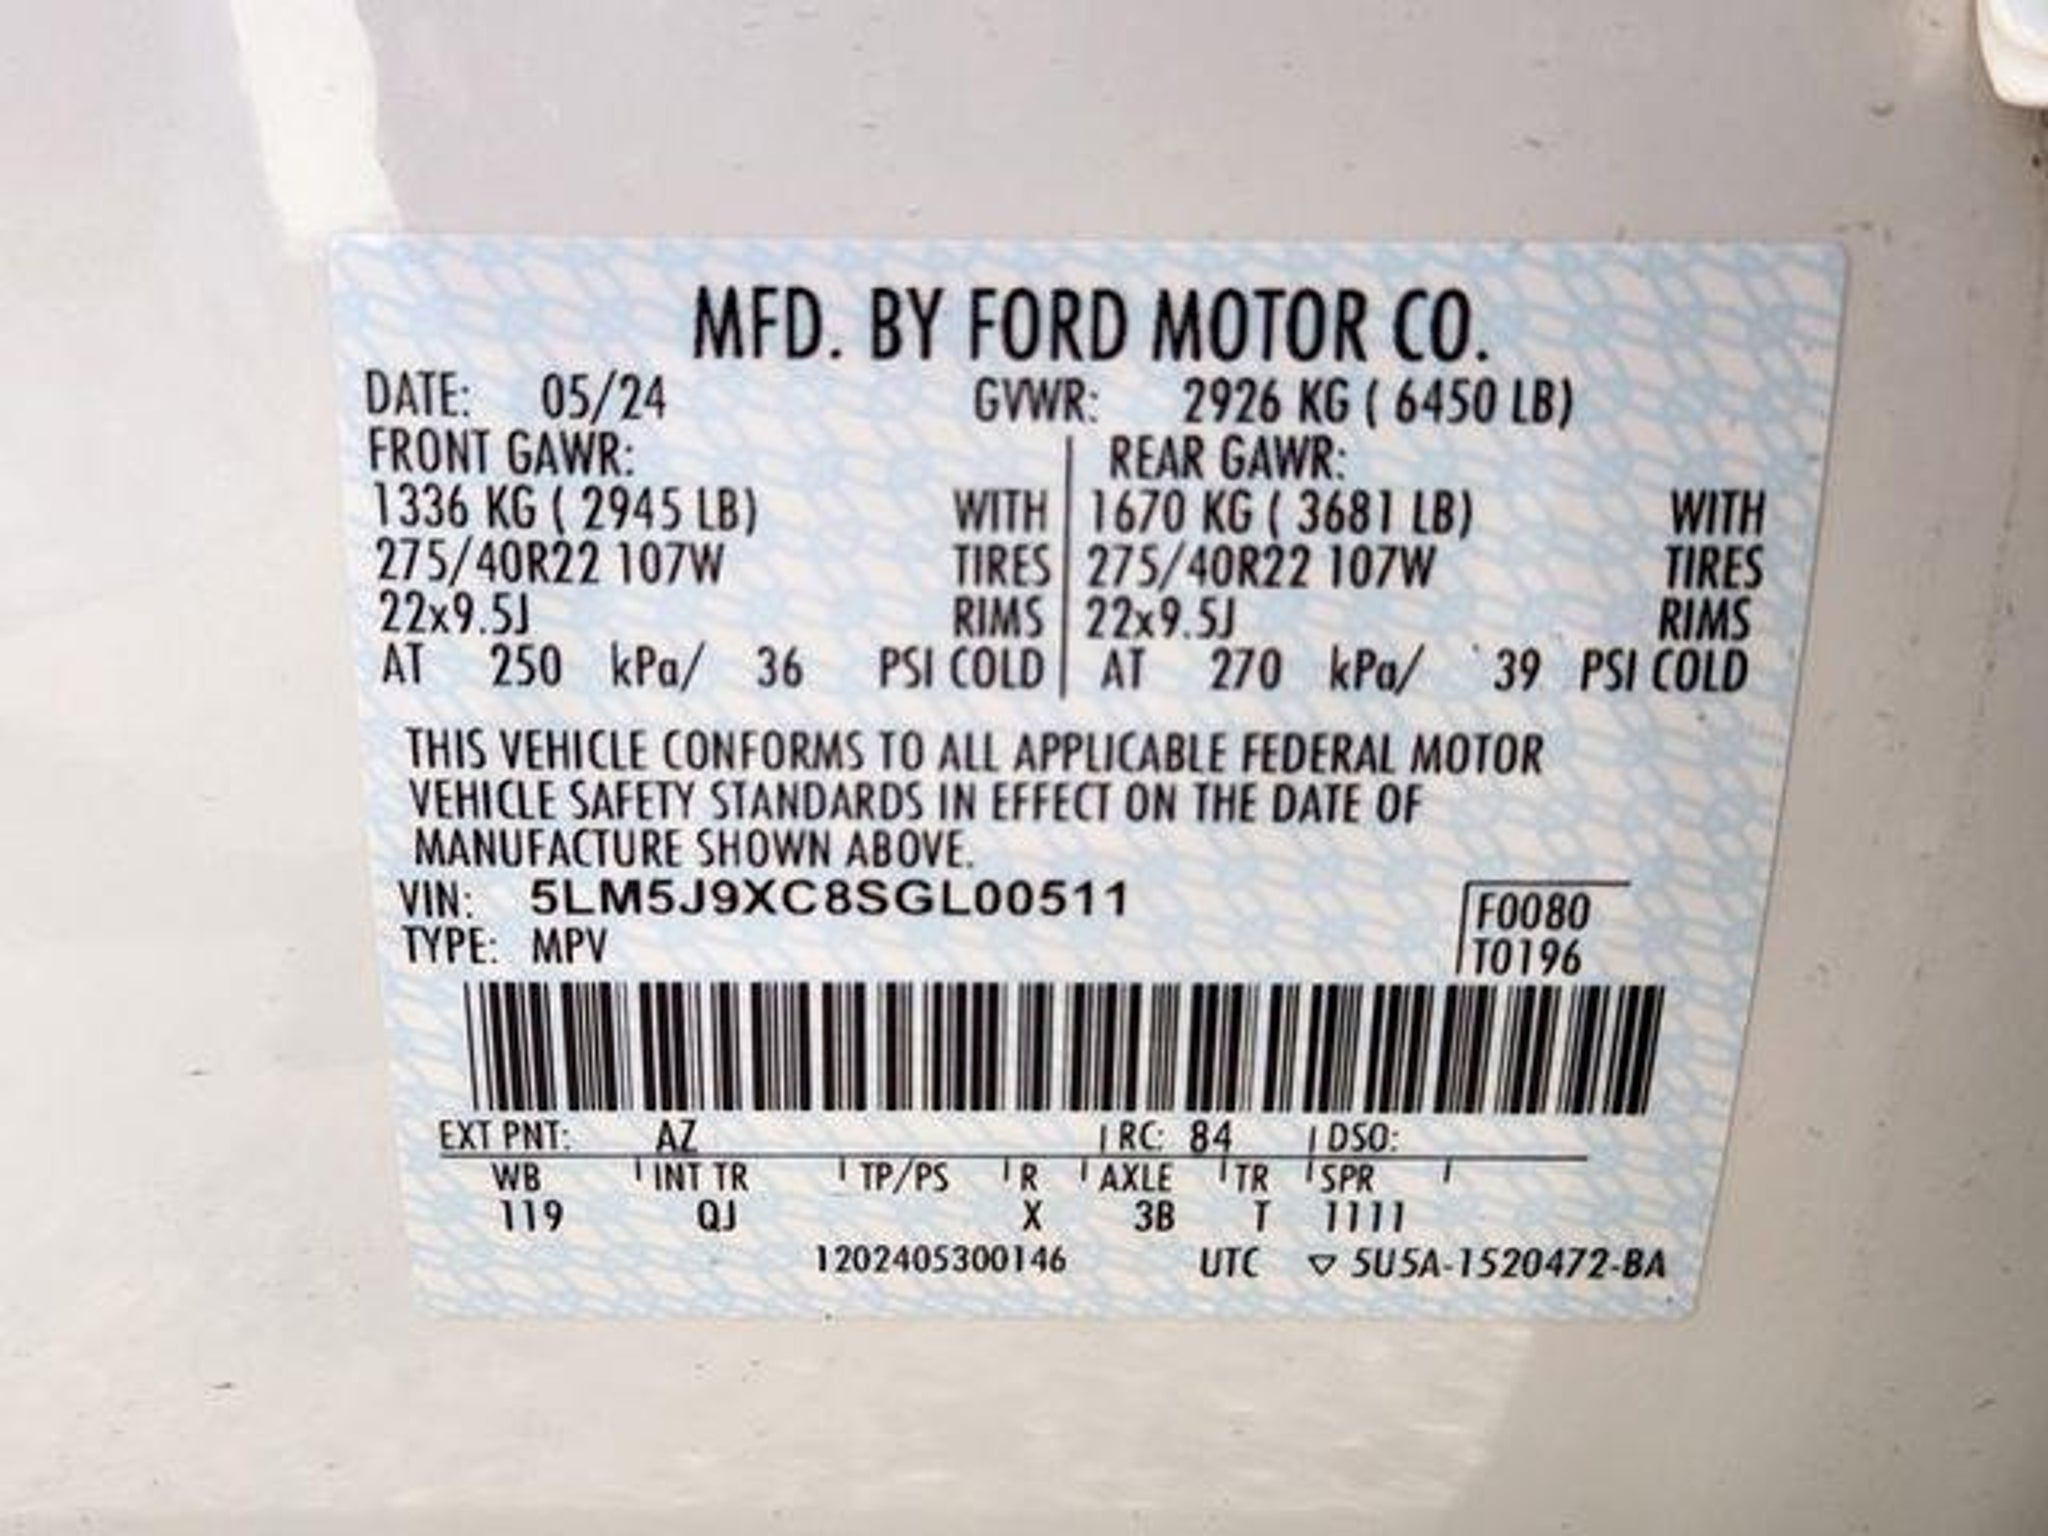 MFD. BY FORD MOTOR CO.
DATE: 05/24 GVWR: 2926 KG ( 6450 LB)
FRONT GAWR: REAR GAWR:
1336 KG ( 2945 LB) WITH 1670 KG ( 3681 LB) WITH
275/40R22 107W TIRES 275/40R22 107W TIRES
22x9.5J RIMS 22x9.5J RIMS
AT 250 kPa/ 36 PSI COLD AT 270 kPa/ 39 PSI COLD
THIS VEHICLE CONFORMS TO ALL APPLICABLE FEDERAL MOTOR
VEHICLE SAFETY STANDARDS IN EFFECT ON THE DATE OF
MANUFACTURE SHOWN ABOVE.
VIN: 5LM5J9XC8SGL00511 F0080
TYPE: MPV T0196
EXT PNT: AZ RC: 84 DSO:
WB INT TR TP/PS R AXLE TR SPR
119 QJ X 3B T 1111
1202405300146 UTC ▽ 5U5A-1520472-BA